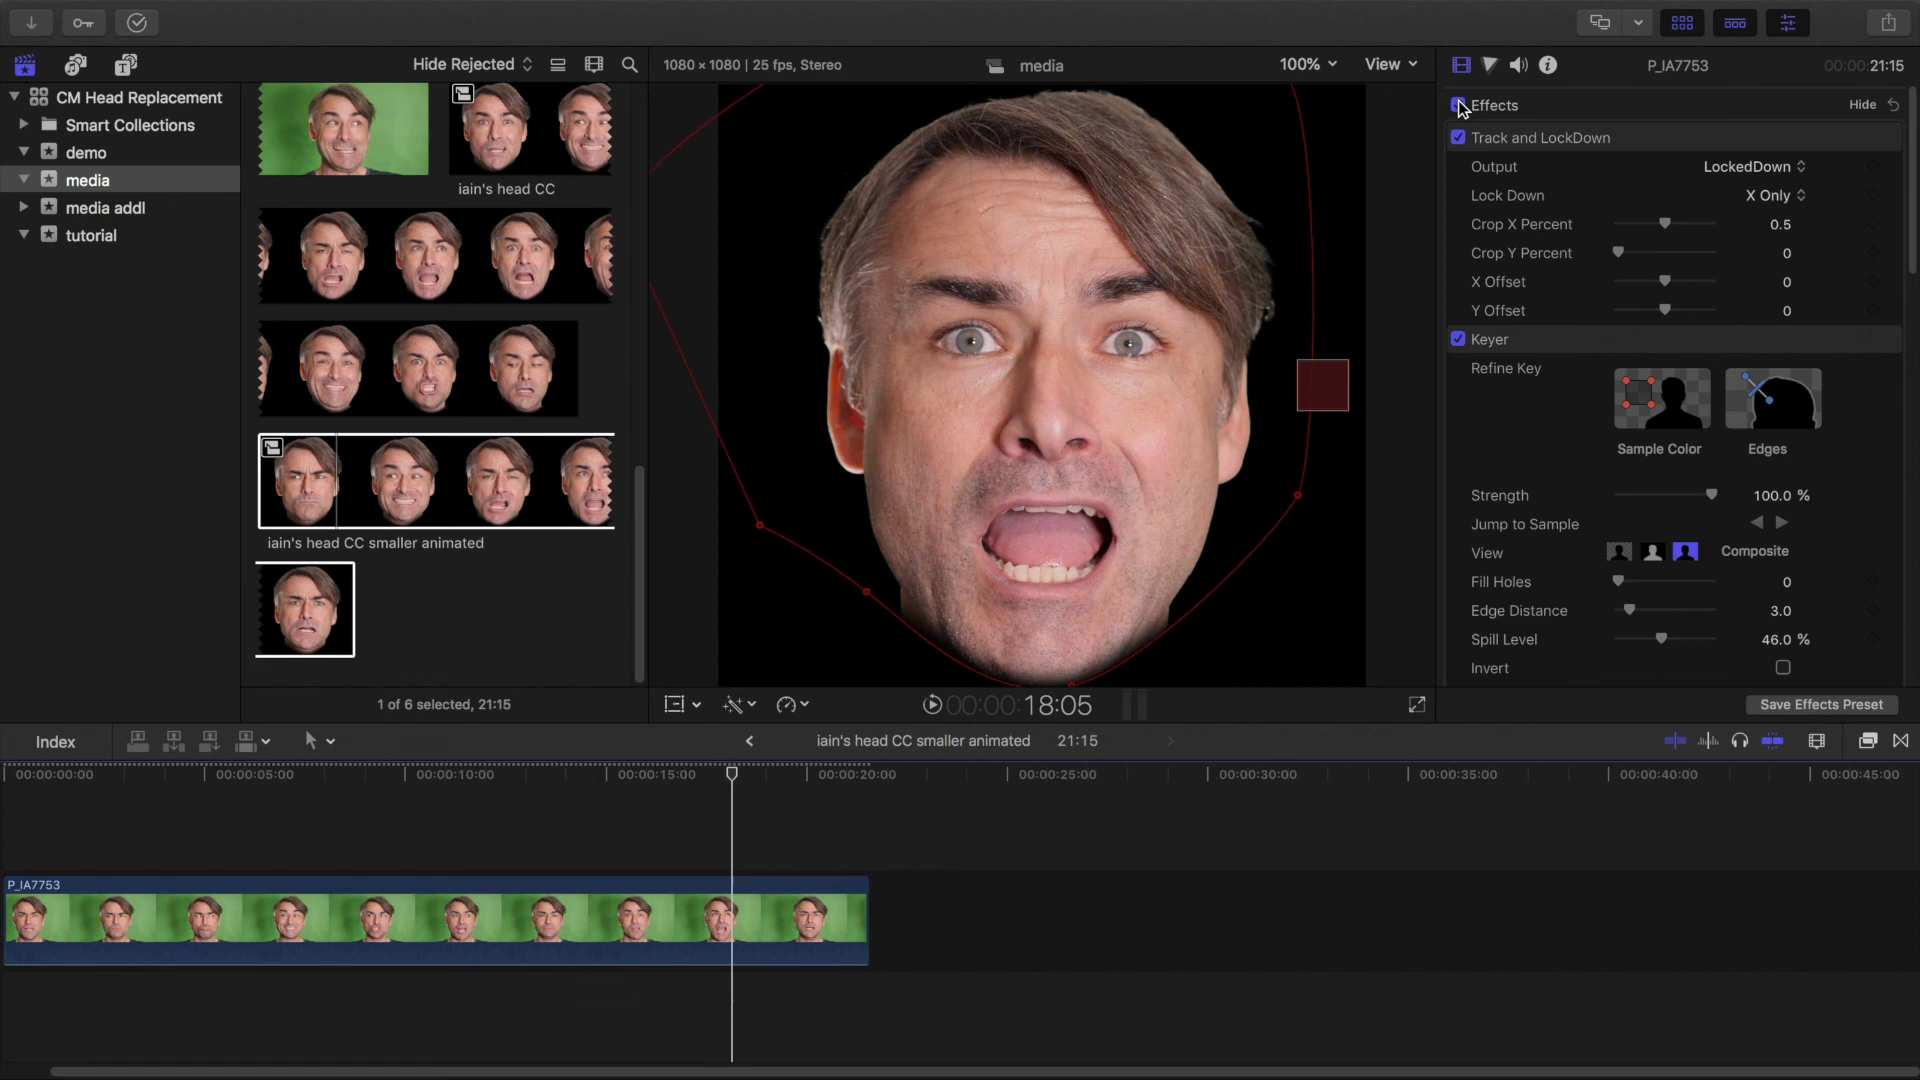 Hide Rejected
1080 × 1080 | 25 fps, Stereo
media
100%
View
P_IA7753
00:00:21:15
CM Head Replacement
Smart Collections
demo
media
media addl
tutorial
iain's head CC
iain's head CC smaller animated
1 of 6 selected, 21:15
Effects
Hide
Track and LockDown
Output
LockedDown
Lock Down
X Only
Crop X Percent
0.5
Crop Y Percent
0
X Offset
0
Y Offset
0
Keyer
Refine Key
Sample Color
Edges
Strength
100.0 %
Jump to Sample
View
Composite
Fill Holes
0
Edge Distance
3.0
Spill Level
46.0 %
Invert
00:00:18:05
Save Effects Preset
Index
iain's head CC smaller animated
21:15
00:00:00:00
00:00:05:00
00:00:10:00
00:00:15:00
00:00:20:00
00:00:25:00
00:00:30:00
00:00:35:00
00:00:40:00
00:00:45:00
P_IA7753